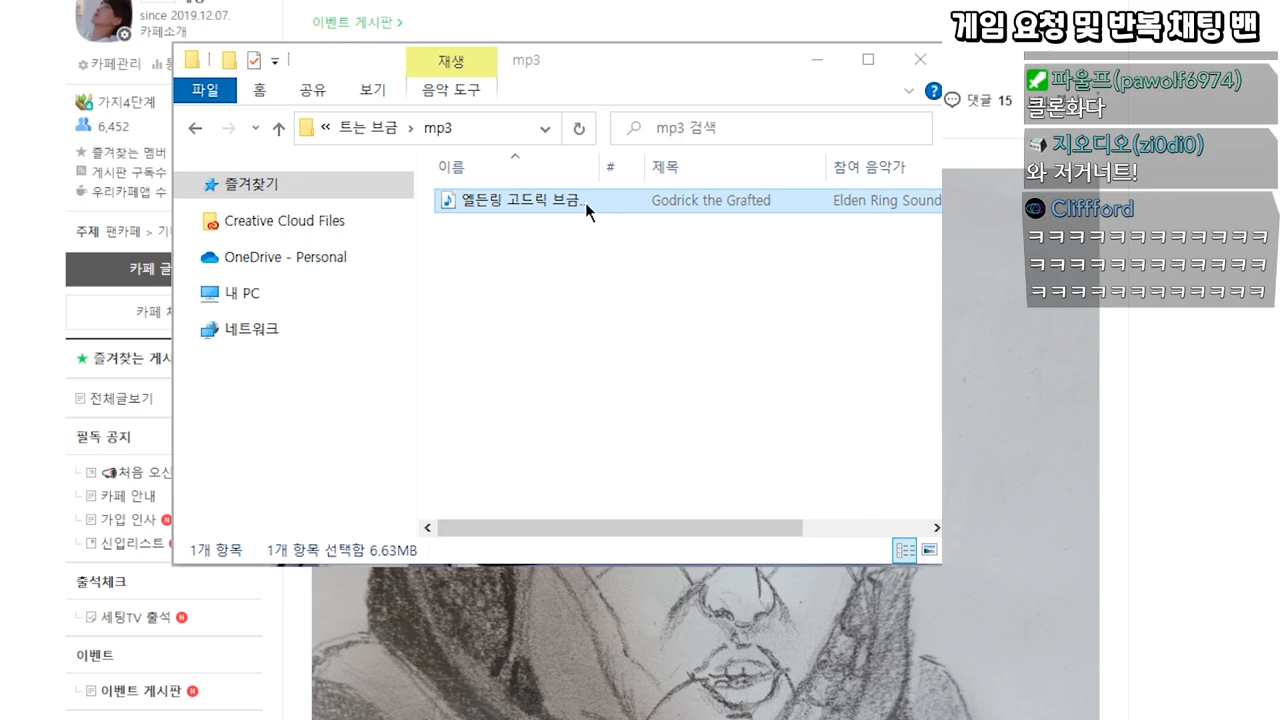 since 2019.12.07.
카페소개
카페관리
가지4단계
6,452
즐겨찾는 멤버
게시판 구독수
우리카페앱 수
주제 팬카페 >
카페 글
카페
즐겨찾는 게시
전체글보기
필독 공지
처음 오신
카페 안내
가입 인사 N
신입리스트
출석체크
세팅TV 출석 N
이벤트
이벤트 게시판 N
이벤트 게시판 >
재생
mp3
파일
홈
공유
보기
음악 도구
« 트는 브금 > mp3
mp3 검색
이름
#
제목
참여 음악가
엘든링 고드릭 브금..
Godrick the Grafted
Elden Ring Sound
즐겨찾기
Creative Cloud Files
OneDrive - Personal
내 PC
네트워크
1개 항목
1개 항목 선택함 6.63MB
댓글 15
게임 요청 및 반복 채팅 밴
파울프(pawolf6974)
클론화다
지오디오(zi0di0)
와 저거너트!
Cliffford
ㅋㅋㅋㅋㅋㅋㅋㅋㅋㅋㅋㅋ
ㅋㅋㅋㅋㅋㅋㅋㅋㅋㅋㅋㅋ
ㅋㅋㅋㅋㅋㅋㅋㅋㅋㅋㅋㅋ